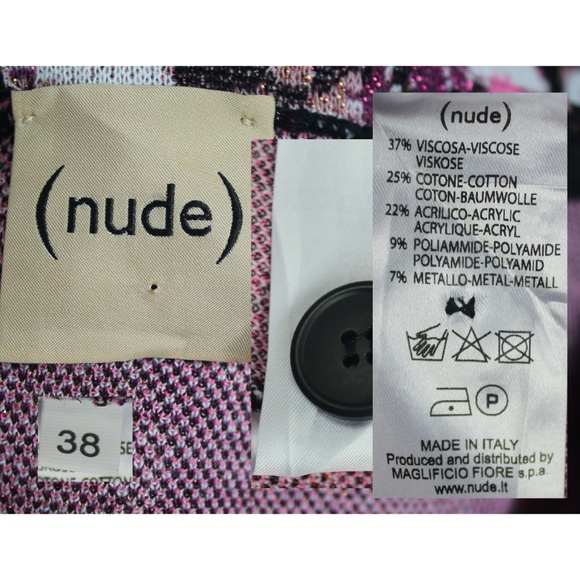 (nude)
38
SE
COTTON
(nude)
37% VISCOSA-VISCOSE
VISKOSE
25% COTONE-COTTON
COTON-BAUMWOLLE
22% ACRILICO-ACRYLIC
ACRYLIQUE-ACRYL
9% POLIAMMIDE-POLYAMIDE
POLYAMIDE-POLYAMID
7% METALLO-METAL-METALL
P
MADE IN ITALY
Produced and distributed by
MAGLIFICIO FIORE s.p.a.
www.nude.it